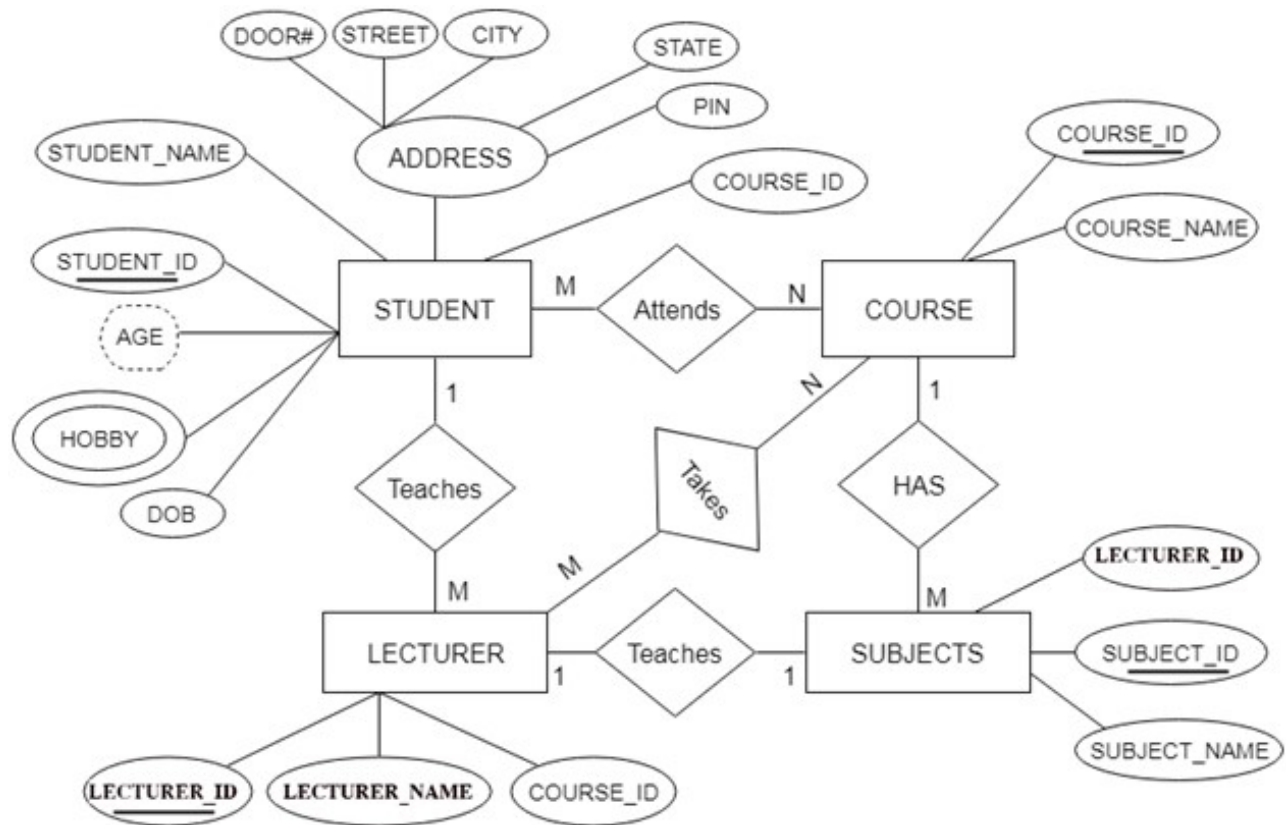 DOOR#
STREET
CITY
STATE
PIN
ADDRESS
STUDENT_NAME
COURSE_ID
COURSE_ID
COURSE_NAME
STUDENT_ID
AGE
HOBBY
DOB
STUDENT
M
Attends
N
COURSE
1
N
1
Teaches
Takes
HAS
M
M
M
LECTURER
1
Teaches
1
SUBJECTS
LECTURER_ID
SUBJECT_ID
SUBJECT_NAME
LECTURER_ID
LECTURER_NAME
COURSE_ID